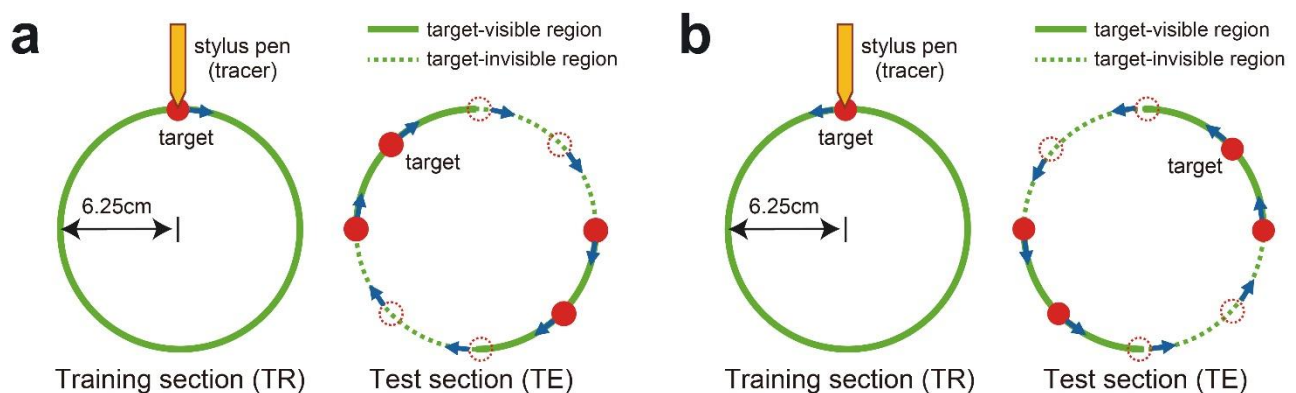 a
stylus pen
(tracer)
target
6.25cm
Training section (TR)
target-visible region
target-invisible region
target
Test section (TE)
b
stylus pen
(tracer)
target
6.25cm
Training section (TR)
target-visible region
target-invisible region
target
Test section (TE)